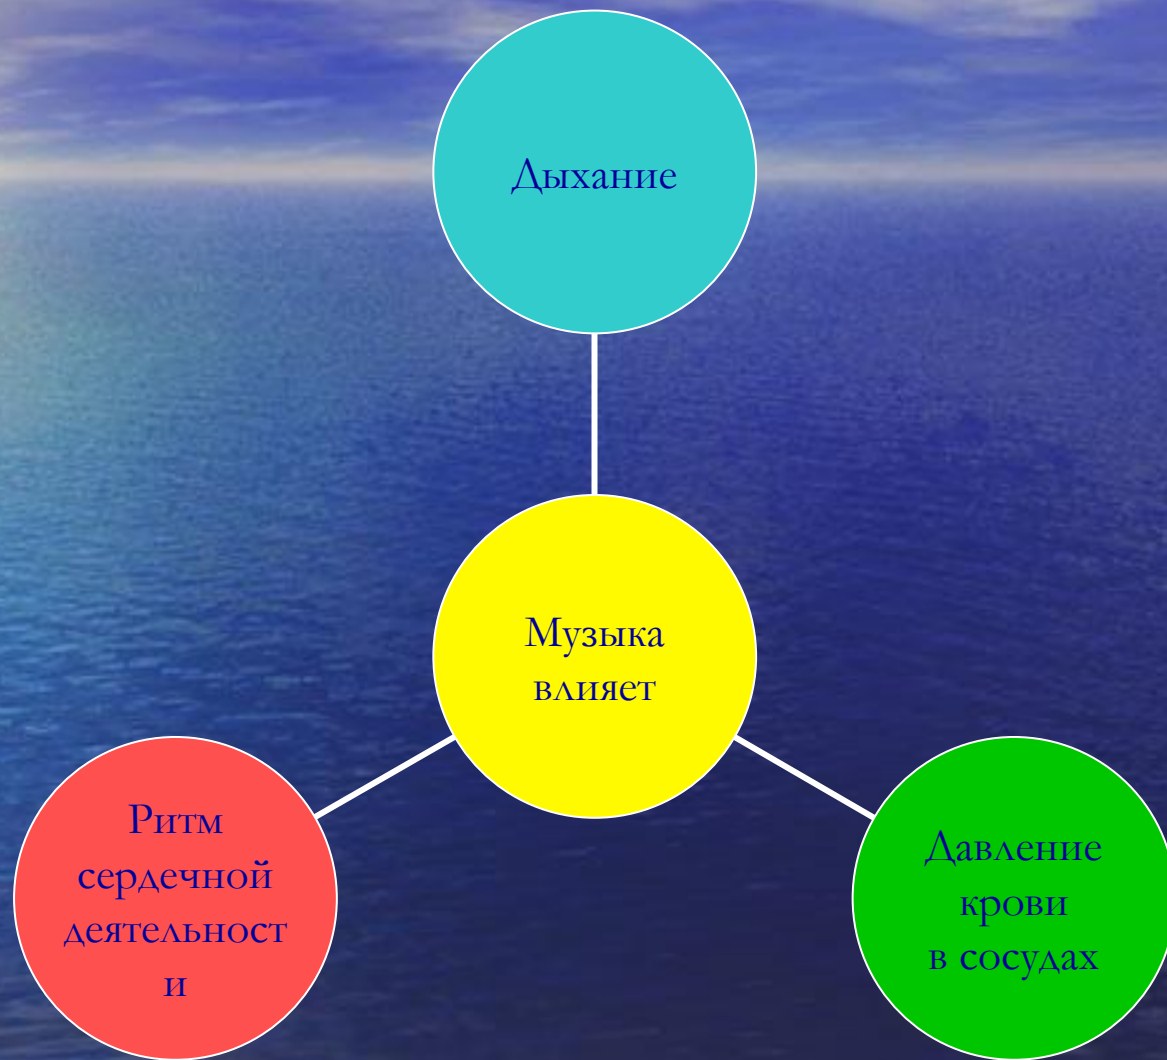 Дыхание
Музыка
влияет
Ритм
сердечной
деятельност
и
Давление
крови
в сосудах